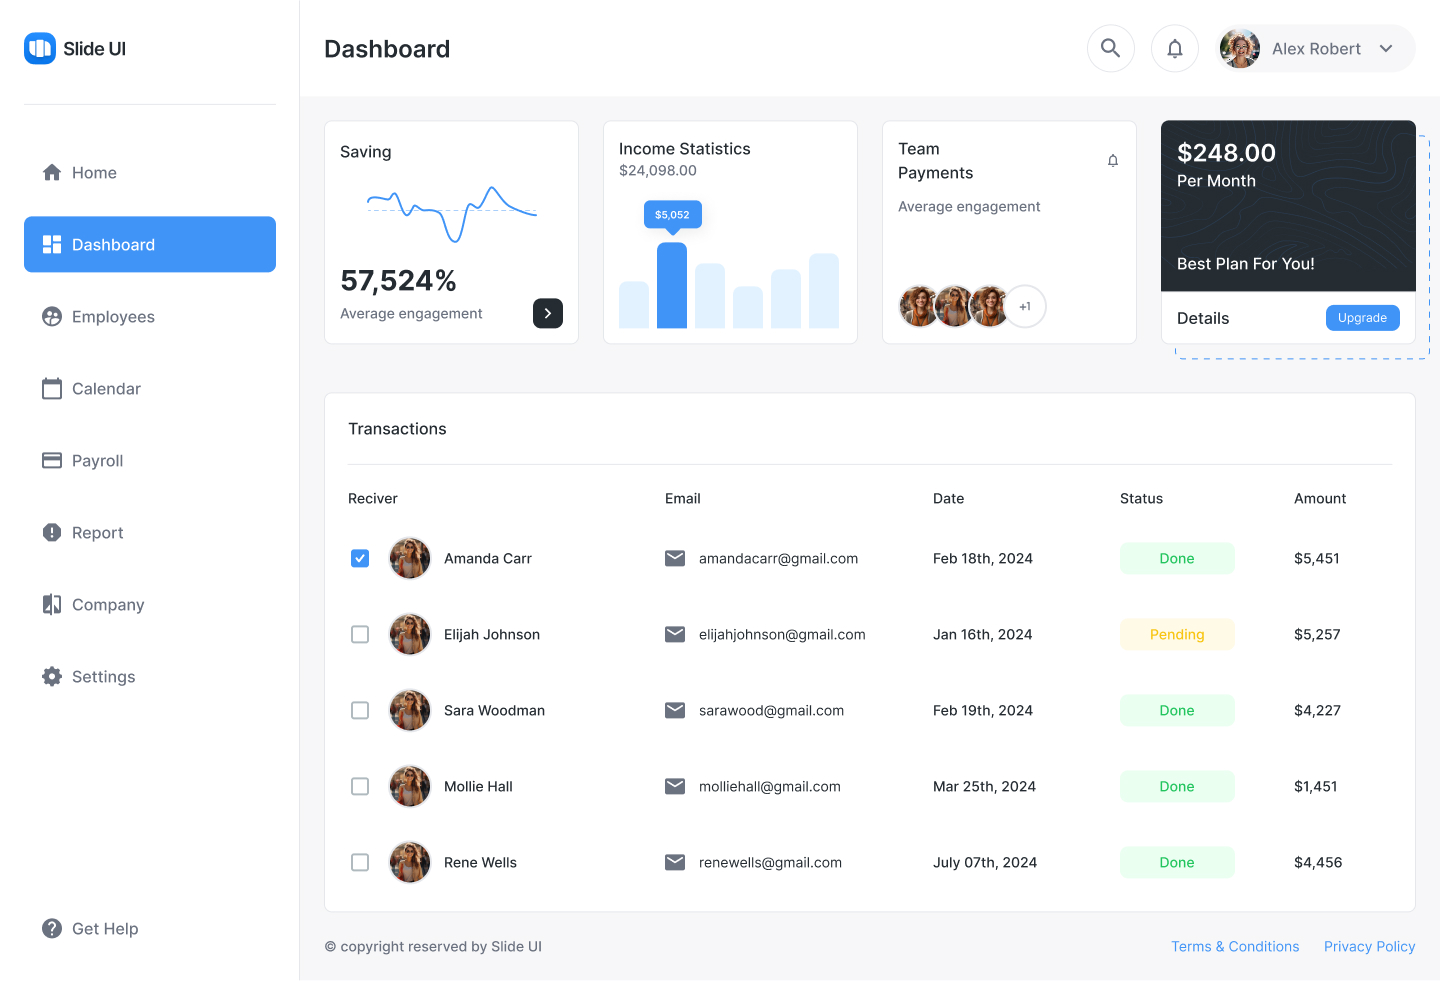 Slide UI
Dashboard
Alex Robert
Home
Dashboard
Employees
Calendar
Payroll
Report
Company
Settings
Get Help
Saving
57,524%
Average engagement
Income Statistics
$24,098.00
$5,052
Team
Payments
Average engagement
+1
$248.00
Per Month
Best Plan For You!
Details
Upgrade
Transactions
Reciver Email Date Status Amount
Amanda Carr amandacarr@gmail.com Feb 18th, 2024 Done $5,451
Elijah Johnson elijahjohnson@gmail.com Jan 16th, 2024 Pending $5,257
Sara Woodman sarawood@gmail.com Feb 19th, 2024 Done $4,227
Mollie Hall molliehall@gmail.com Mar 25th, 2024 Done $1,451
Rene Wells renewells@gmail.com July 07th, 2024 Done $4,456
© copyright reserved by Slide UI
Terms & Conditions Privacy Policy